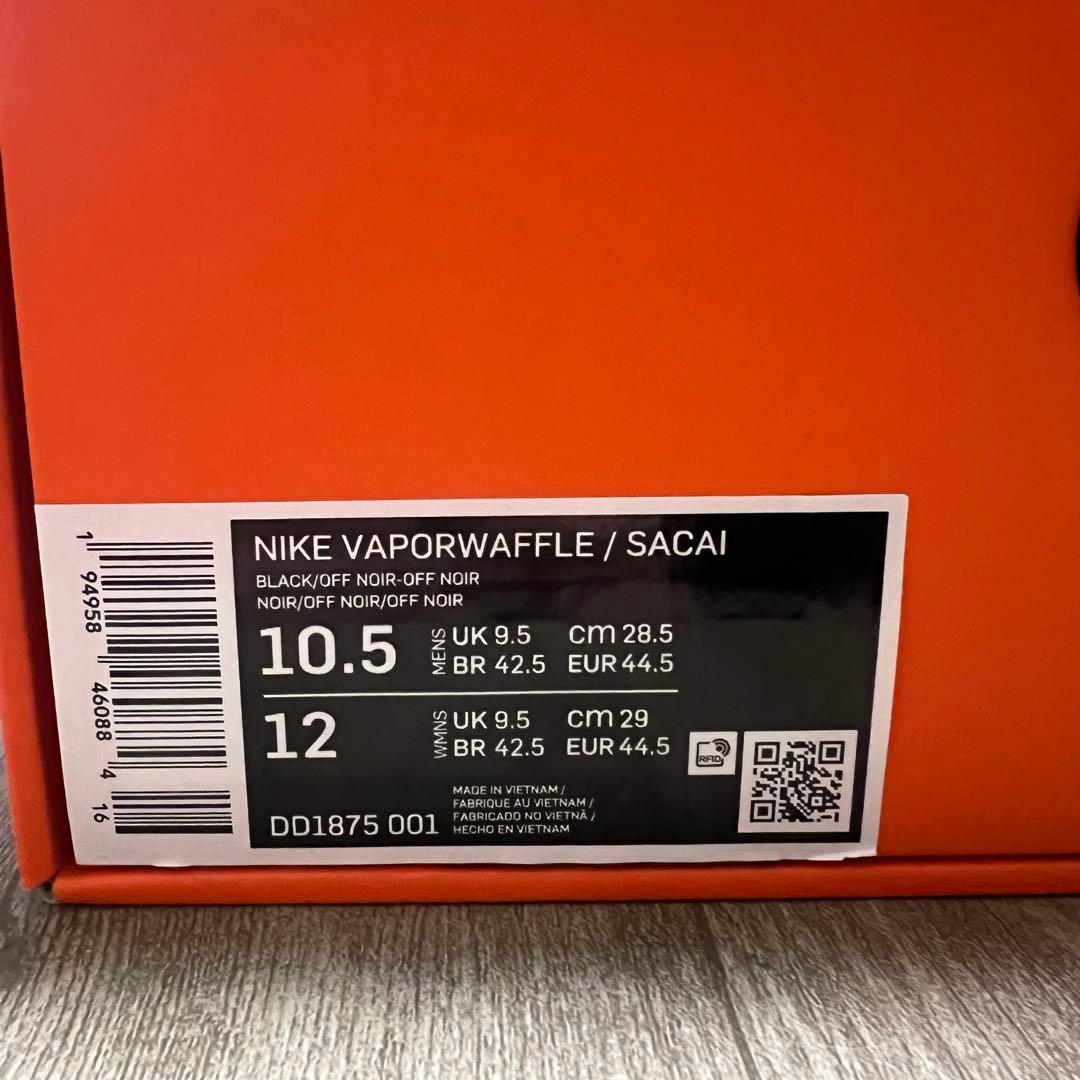 NIKE VAPORWAFFLE / SACAI
BLACK/OFF NOIR-OFF NOIR
NOIR/OFF NOIR/OFF NOIR
10.5 MENS UK 9.5 cm 28.5
BR 42.5 EUR 44.5
12 WMNS UK 9.5 cm 29
BR 42.5 EUR 44.5
RFID
MADE IN VIETNAM /
FABRIQUE AU VIETNAM /
FABRICADO NO VIETNÃ /
DD1875 001 HECHO EN VIETNAM
1 94958 46088 4 16